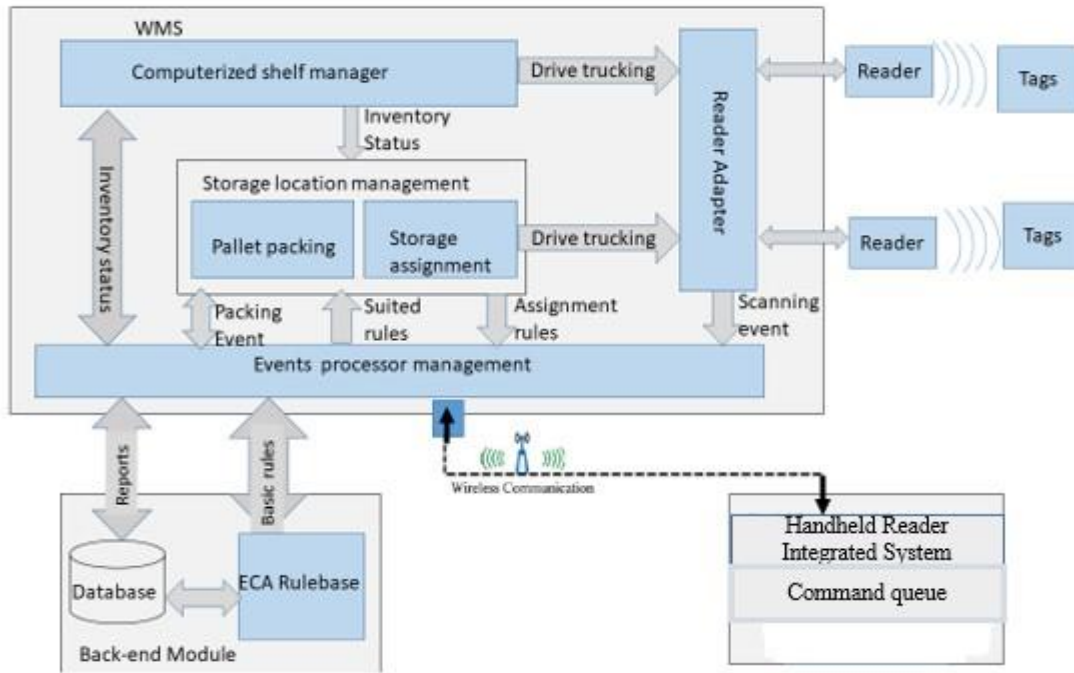 WMS
Computerized shelf manager
Drive trucking
Reader Adapter
Reader
Tags
Inventory
Status
Inventory status
Storage location management
Pallet packing
Storage
assignment
Drive trucking
Reader
Tags
Packing
Event
Suited
rules
Assignment
rules
Scanning
event
Events processor management
Reports
Basic rules
Wireless Communication
Database
ECA Rulebase
Back-end Module
Handheld Reader
Integrated System
Command queue